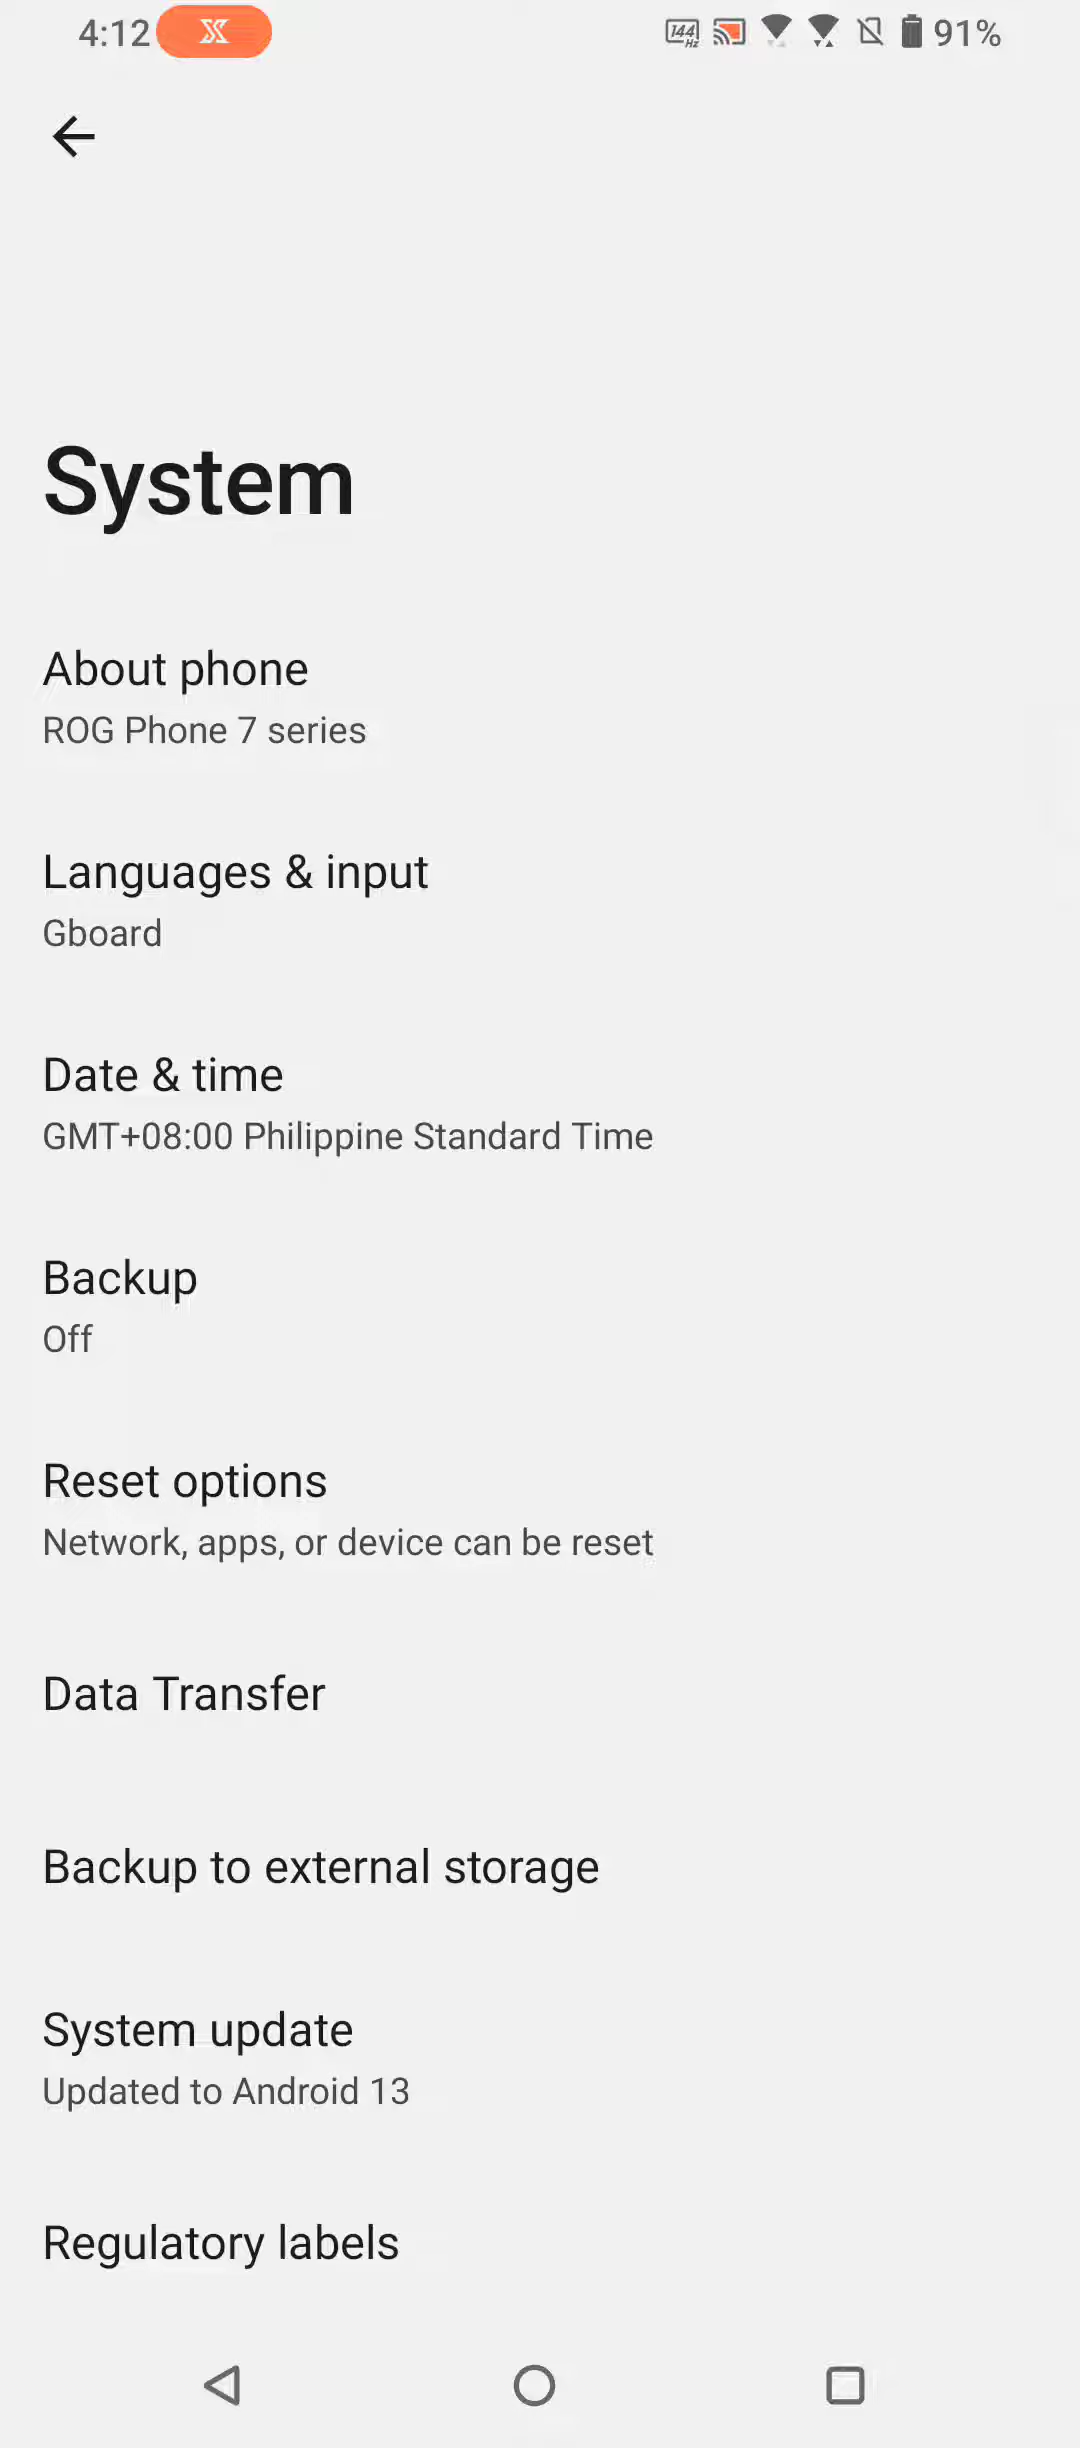 4:12
144 Hz
91%
System
About phone
ROG Phone 7 series
Languages & input
Gboard
Date & time
GMT+08:00 Philippine Standard Time
Backup
Off
Reset options
Network, apps, or device can be reset
Data Transfer
Backup to external storage
System update
Updated to Android 13
Regulatory labels